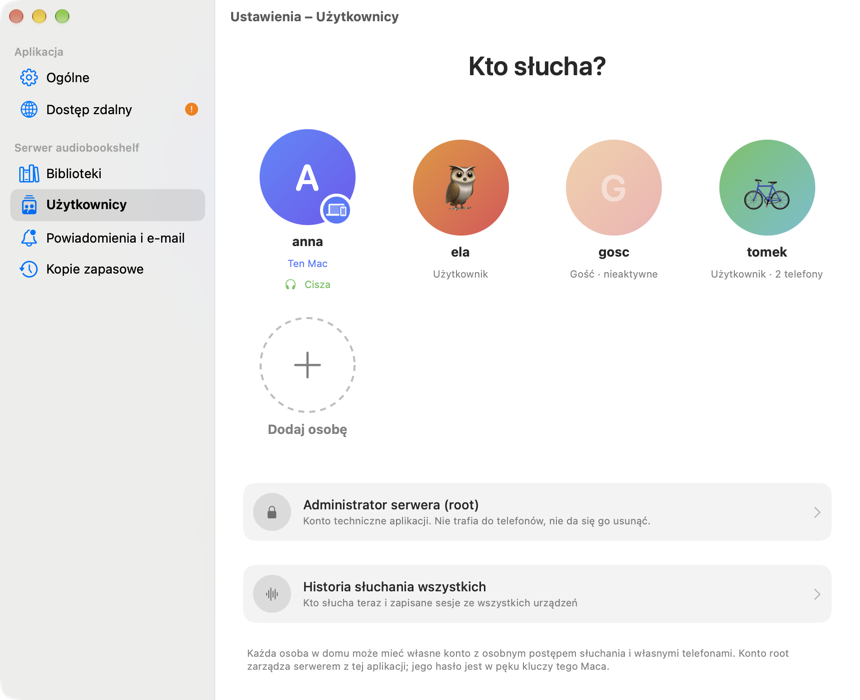 Ustawienia – Użytkownicy
Aplikacja
Ogólne
Dostęp zdalny
!
Serwer audiobookshelf
Biblioteki
Użytkownicy
Powiadomienia i e-mail
Kopie zapasowe
Kto słucha?
A
anna
Ten Mac
Cisza
ela
Użytkownik
G
gosc
Gość · nieaktywne
tomek
Użytkownik · 2 telefony
Dodaj osobę
Administrator serwera (root)
Konto techniczne aplikacji. Nie trafia do telefonów, nie da się go usunąć.
Historia słuchania wszystkich
Kto słucha teraz i zapisane sesje ze wszystkich urządzeń
Każda osoba w domu może mieć własne konto z osobnym postępem słuchania i własnymi telefonami. Konto root
zarządza serwerem z tej aplikacji; jego hasło jest w pęku kluczy tego Maca.